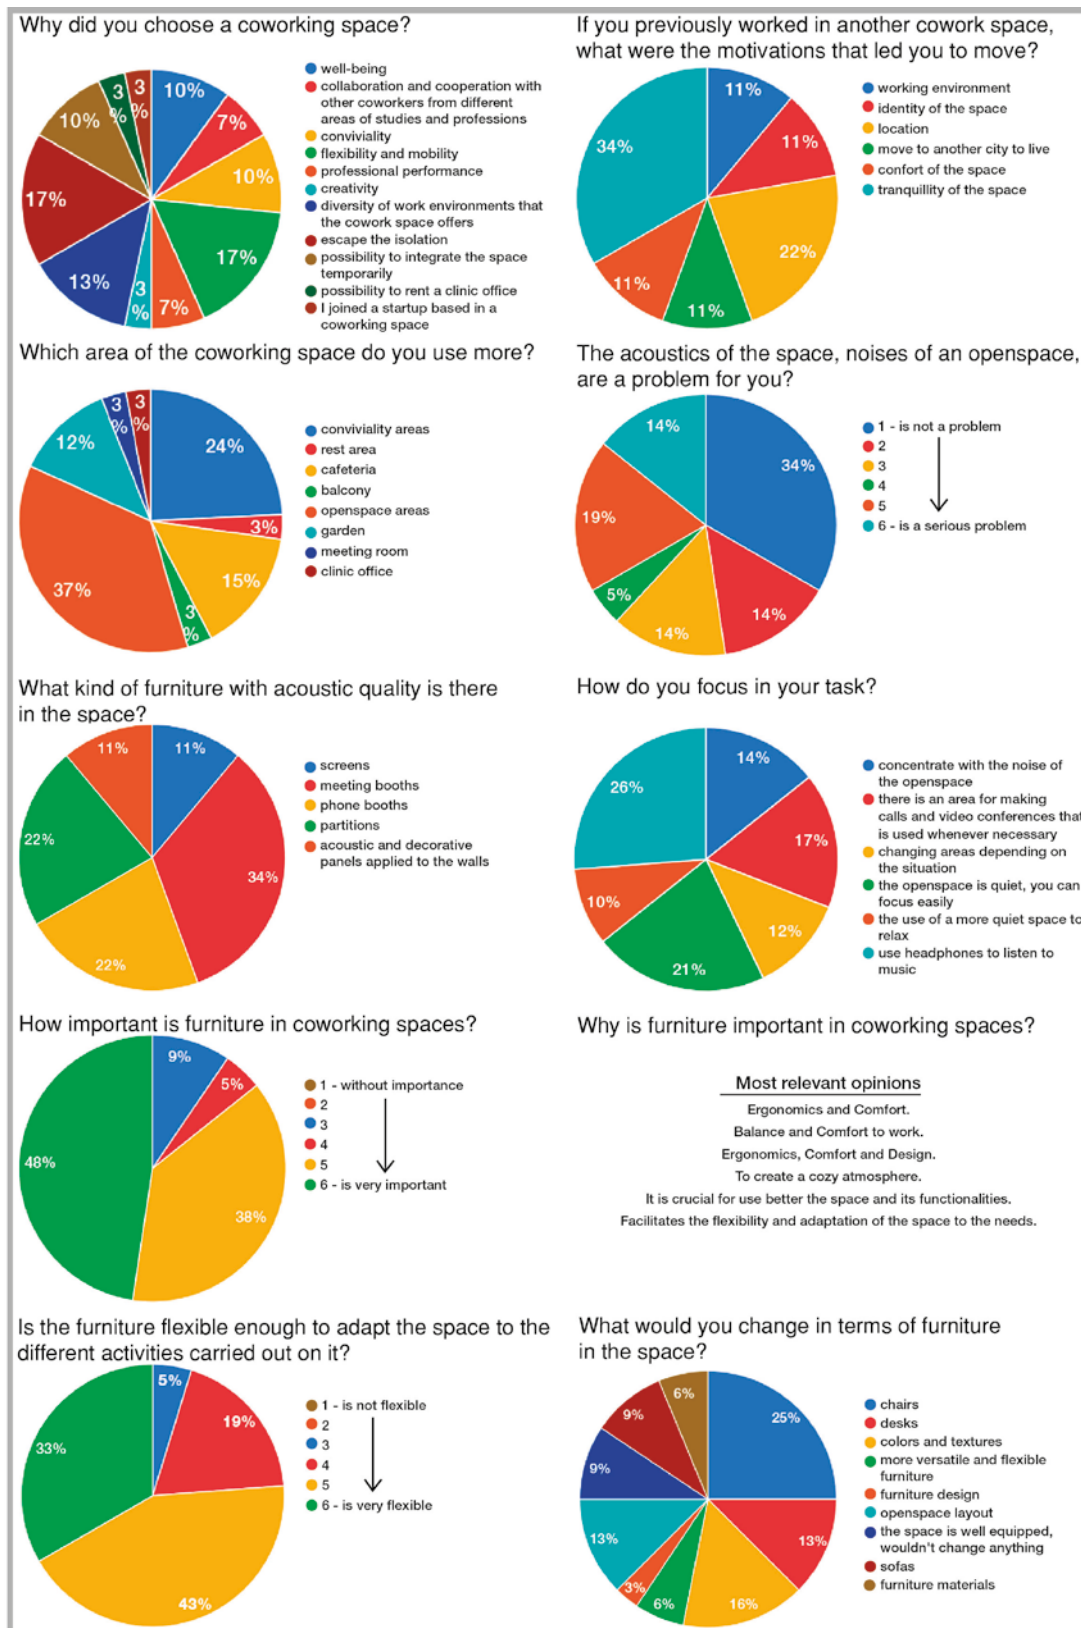 Why did you choose a coworking space?
10%
7%
10%
17%
7%
3
%
13%
17%
10%
3
%
3
%
well-being
collaboration and cooperation with
other coworkers from different
areas of studies and professions
conviviality
flexibility and mobility
professional performance
creativity
diversity of work environments that
the cowork space offers
escape the isolation
possibility to integrate the space
temporarily
possibility to rent a clinic office
I joined a startup based in a
coworking space
If you previously worked in another cowork space,
what were the motivations that led you to move?
11%
11%
22%
11%
11%
34%
working environment
identity of the space
location
move to another city to live
confort of the space
tranquillity of the space
Which area of the coworking space do you use more?
24%
3%
15%
3
%
37%
12%
3
%
3
%
conviviality areas
rest area
cafeteria
balcony
openspace areas
garden
meeting room
clinic office
The acoustics of the space, noises of an openspace,
are a problem for you?
34%
14%
14%
5%
19%
14%
1 - is not a problem
2
3
4
5
6 - is a serious problem
What kind of furniture with acoustic quality is there
in the space?
11%
34%
22%
22%
11%
screens
meeting booths
phone booths
partitions
acoustic and decorative
panels applied to the walls
How do you focus in your task?
14%
17%
12%
21%
10%
26%
concentrate with the noise of
the openspace
there is an area for making
calls and video conferences that
is used whenever necessary
changing areas depending on
the situation
the openspace is quiet, you can
focus easily
the use of a more quiet space to
relax
use headphones to listen to
music
How important is furniture in coworking spaces?
9%
5%
38%
48%
1 - without importance
2
3
4
5
6 - is very important
Why is furniture important in coworking spaces?
Most relevant opinions
Ergonomics and Comfort.
Balance and Comfort to work.
Ergonomics, Comfort and Design.
To create a cozy atmosphere.
It is crucial for use better the space and its functionalities.
Facilitates the flexibility and adaptation of the space to the needs.
Is the furniture flexible enough to adapt the space to the
different activities carried out on it?
5%
19%
43%
33%
1 - is not flexible
2
3
4
5
6 - is very flexible
What would you change in terms of furniture
in the space?
25%
13%
16%
6%
3%
13%
9%
9%
6%
chairs
desks
colors and textures
more versatile and flexible
furniture
furniture design
openspace layout
the space is well equipped,
wouldn't change anything
sofas
furniture materials